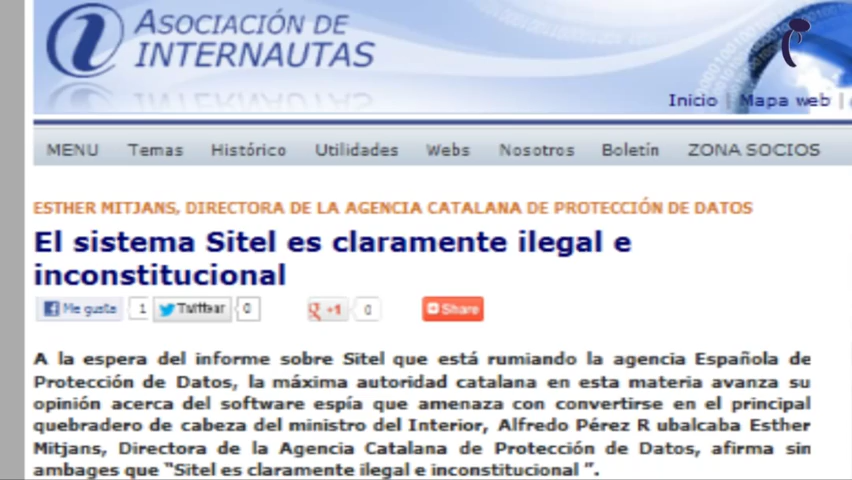 ASOCIACIÓN DE
INTERNAUTAS
Inicio | Mapa web |
MENU Temas Histórico Utilidades Webs Nosotros Boletín ZONA SOCIOS
ESTHER MITJANS, DIRECTORA DE LA AGENCIA CATALANA DE PROTECCIÓN DE DATOS
El sistema Sitel es claramente ilegal e
inconstitucional
Me gusta 1 Twittear 0 +1 0 Share
A la espera del informe sobre Sitel que está rumiando la agencia Española de
Protección de Datos, la máxima autoridad catalana en esta materia avanza su
opinión acerca del software espía que amenaza con convertirse en el principal
quebradero de cabeza del ministro del Interior, Alfredo Pérez R ubalcaba Esther
Mitjans, Directora de la Agencia Catalana de Protección de Datos, afirma sin
ambages que “Sitel es claramente ilegal e inconstitucional ”.